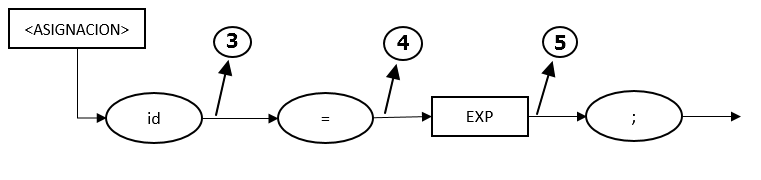 <ASIGNACION>
3
4
5
id
=
EXP
;